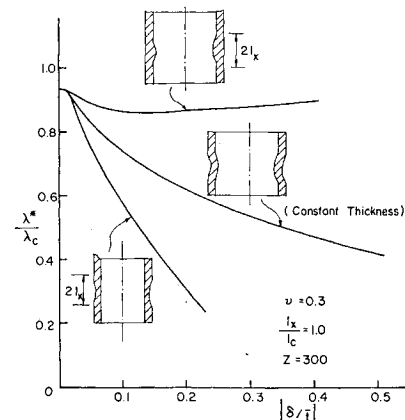 2lₓ
1.0
0.8
λ*
λc
0.6
(Constant Thickness)
0.4
2lₓ
υ = 0.3
lₓ/lc = 1.0
0.2
Z = 300
0
0.1
0.2
0.3
0.4
0.5
|δ/t̄|